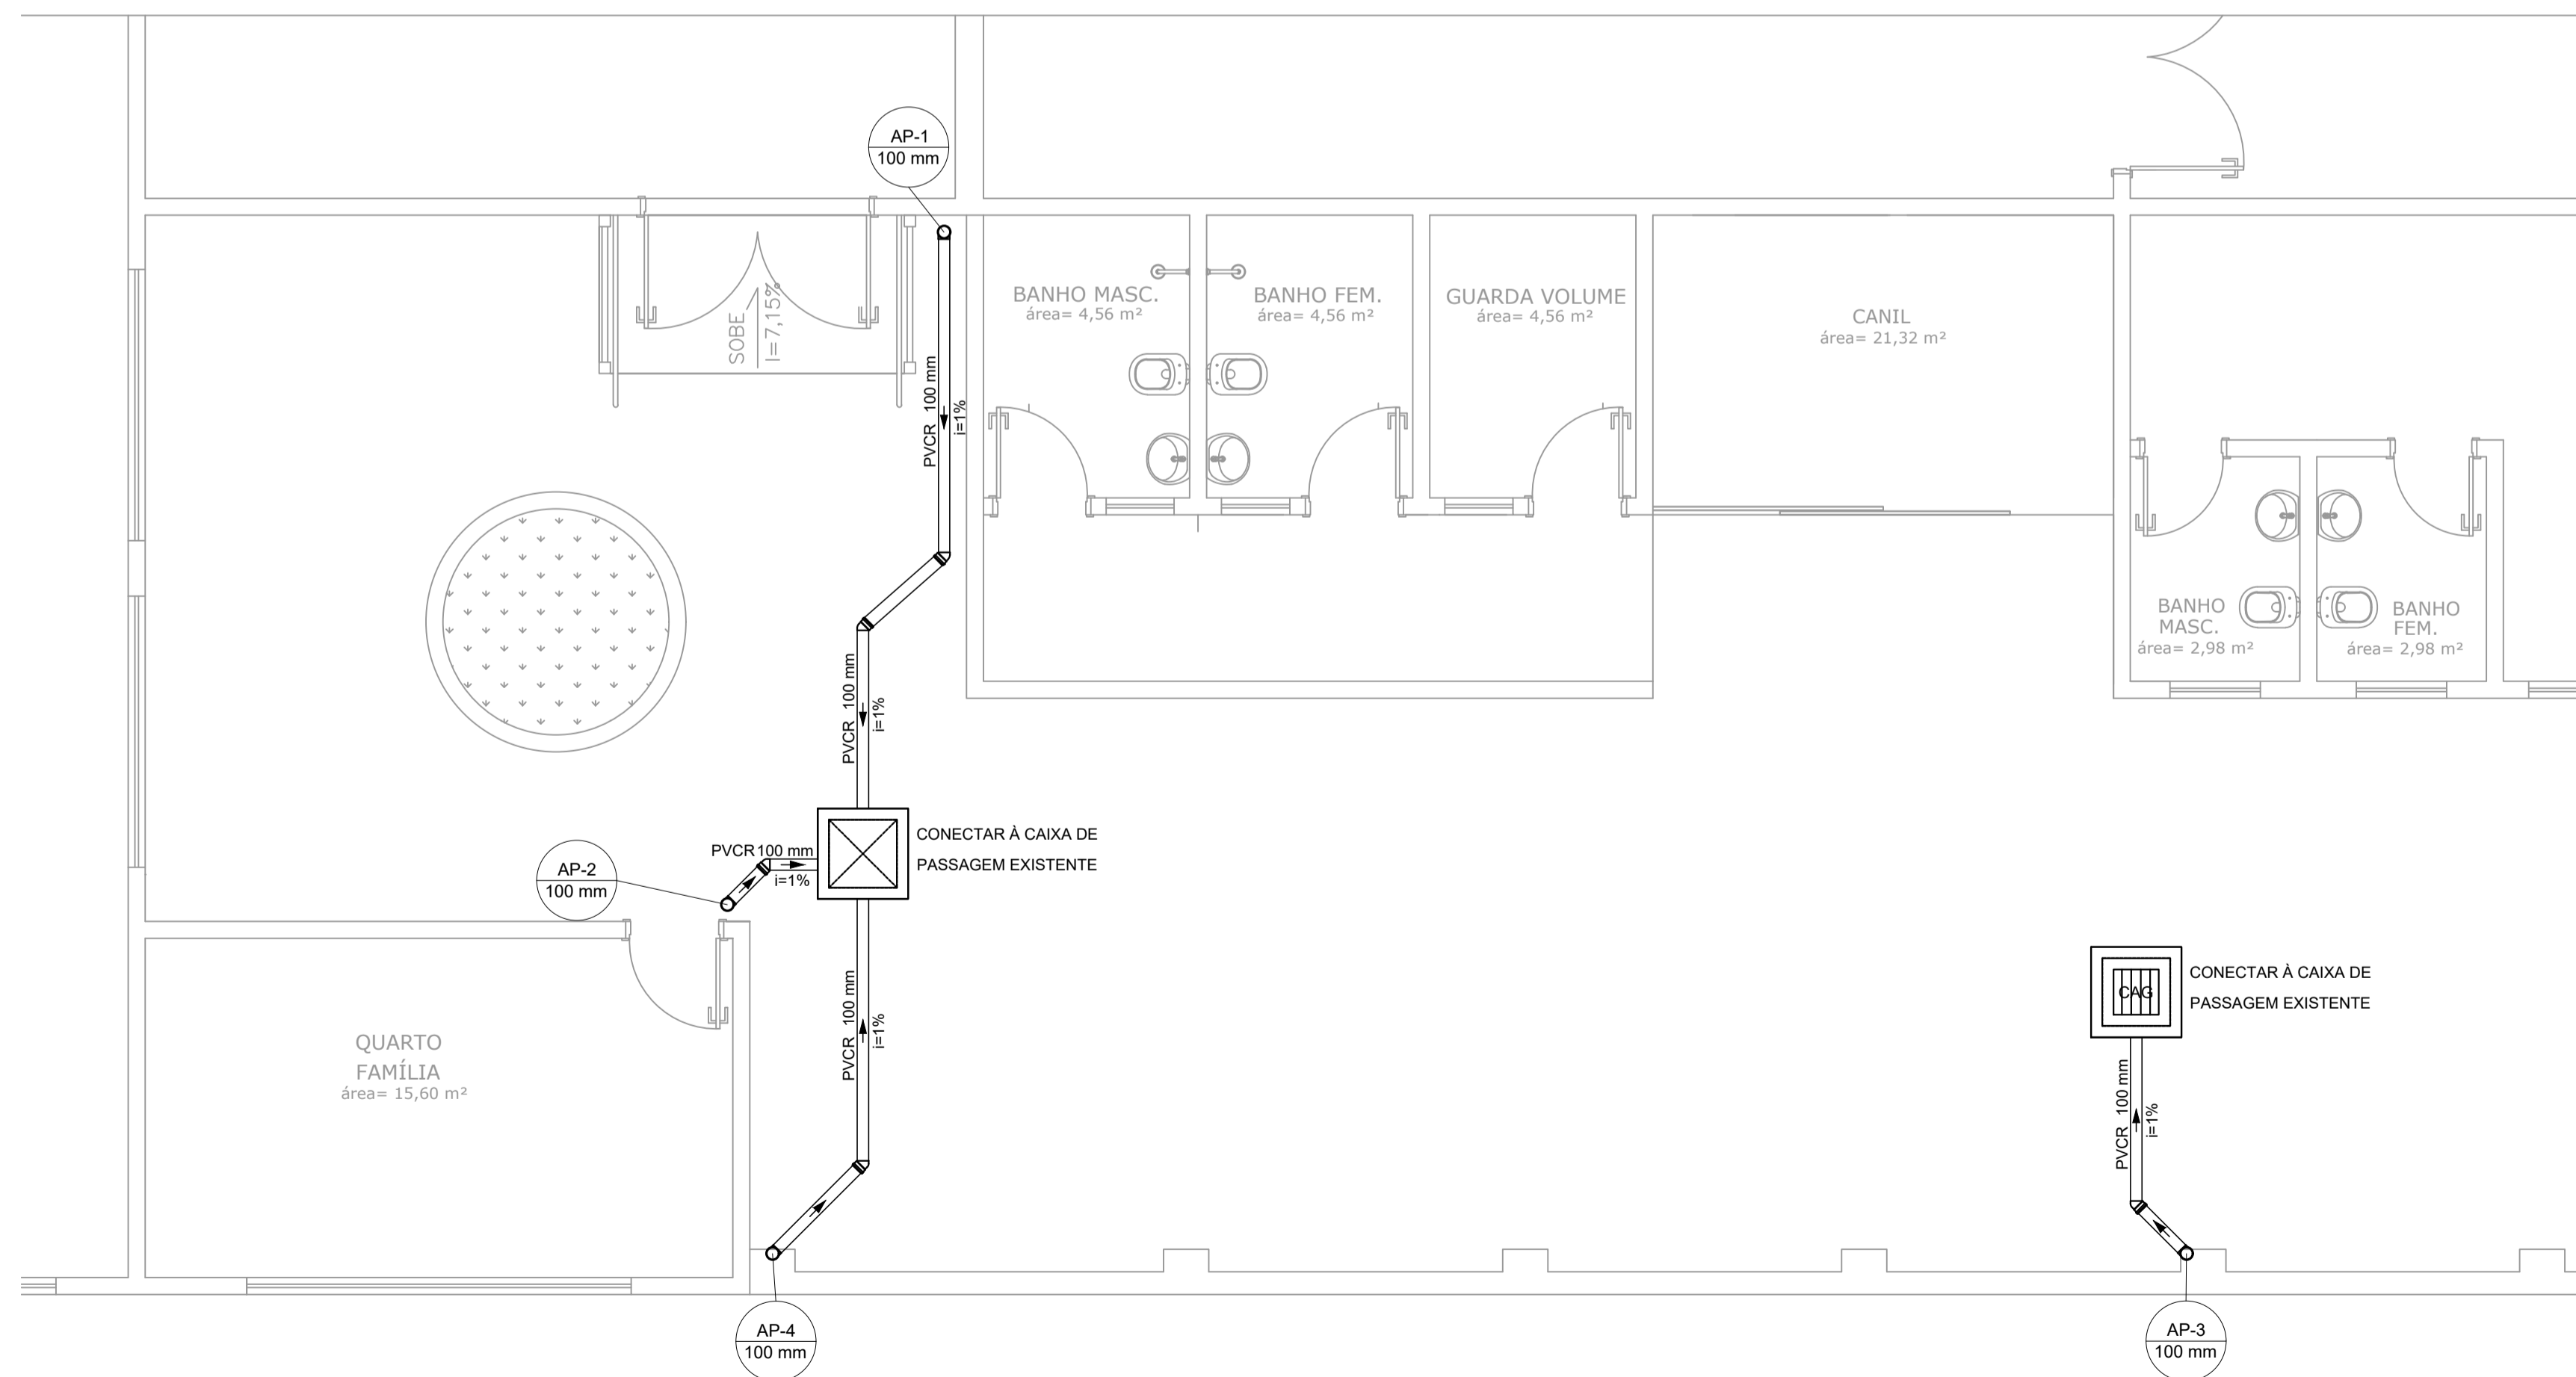 AP-1
100 mm
SOBE
I=7,15%
PVCR 100 mm
i=1%
BANHO MASC.
área= 4,56 m²
BANHO FEM.
área= 4,56 m²
GUARDA VOLUME
área= 4,56 m²
CANIL
área= 21,32 m²
BANHO
MASC.
área= 2,98 m²
BANHO
FEM.
área= 2,98 m²
PVCR 100 mm
i=1%
CONECTAR À CAIXA DE
PASSAGEM EXISTENTE
PVCR 100 mm
i=1%
AP-2
100 mm
QUARTO
FAMÍLIA
área= 15,60 m²
PVCR 100 mm
i=1%
CAG
CONECTAR À CAIXA DE
PASSAGEM EXISTENTE
PVCR 100 mm
i=1%
AP-4
100 mm
AP-3
100 mm